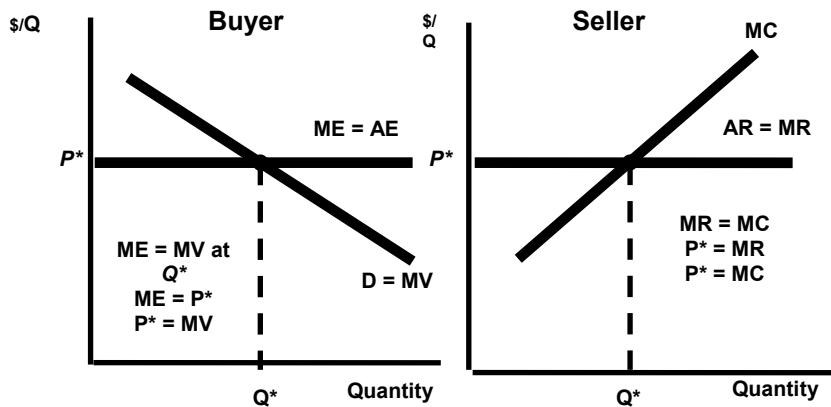 $/Q
Buyer
ME = AE
P*
ME = MV at
Q*
ME = P*
P* = MV
D = MV
Q*
Quantity
$/
Q
Seller
MC
AR = MR
P*
MR = MC
P* = MR
P* = MC
Q*
Quantity